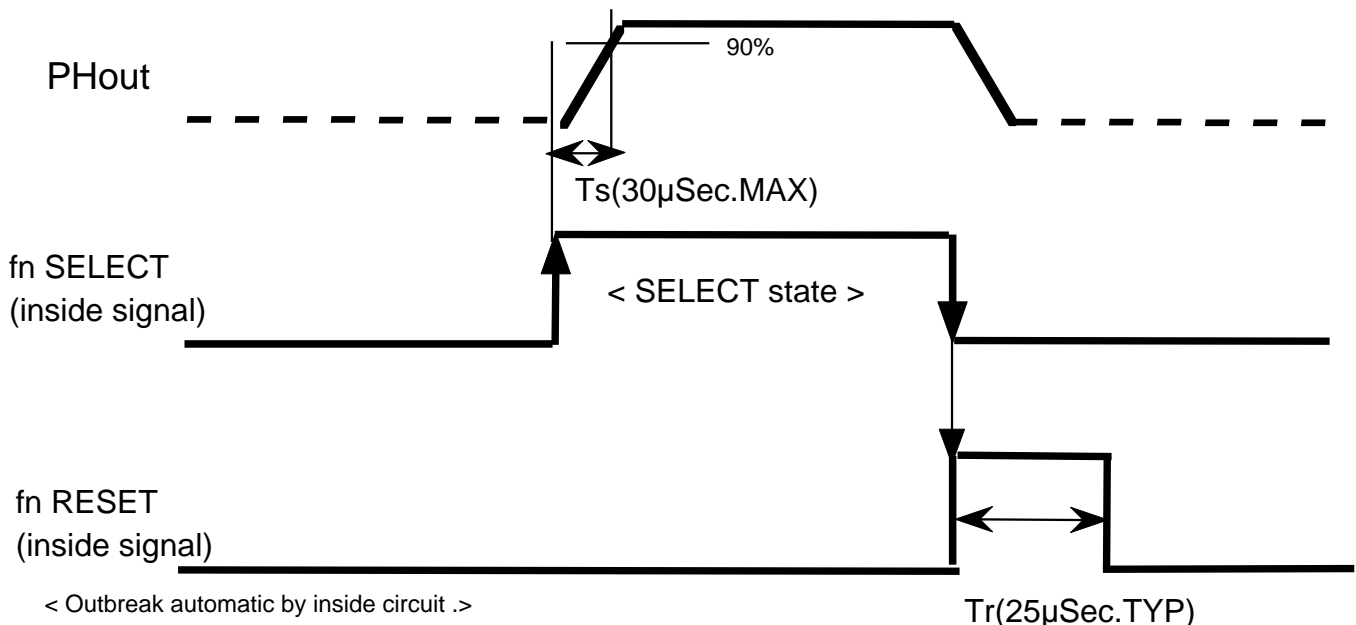 90%
PHout
Ts(30µSec.MAX)
fn SELECT
(inside signal)
< SELECT state >
fn RESET
(inside signal)
< Outbreak automatic by inside circuit .>
Tr(25µSec.TYP)